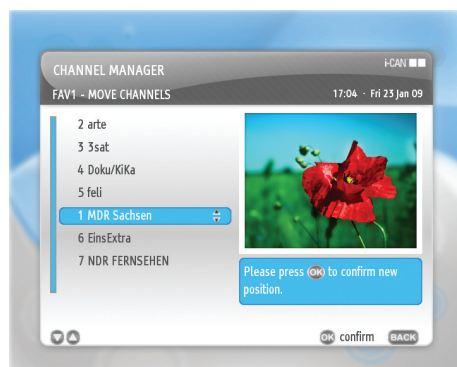 CHANNEL MANAGER
i-CAN
FAV1 - MOVE CHANNELS
17:04 · Fri 23 Jan 09
2 arte
3 3sat
4 Doku/KiKa
5 feli
1 MDR Sachsen
6 EinsExtra
7 NDR FERNSEHEN
Please press OK to confirm new
position.
OK confirm BACK